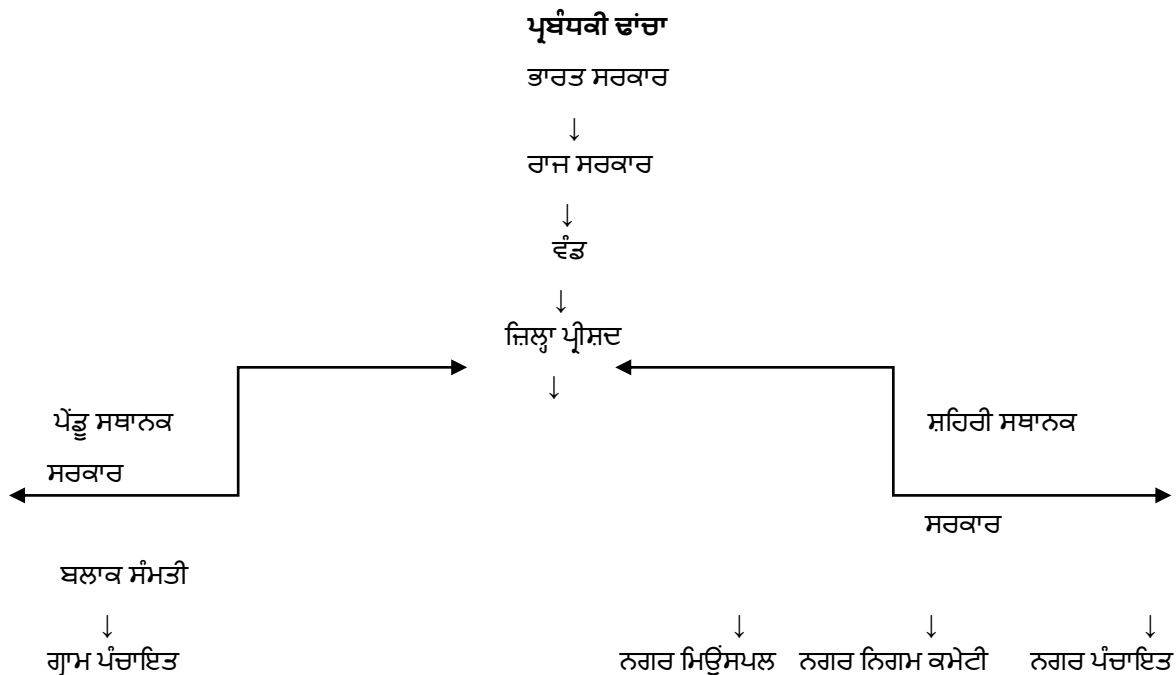 ਪ੍ਰਬੰਧਕੀ ਢਾਂਚਾ
ਭਾਰਤ ਸਰਕਾਰ
↓
ਰਾਜ ਸਰਕਾਰ
↓
ਵੰਡ
↓
ਜ਼ਿਲ੍ਹਾ ਪ੍ਰੀਸ਼ਦ
↓
ਪੇਂਡੂ ਸਥਾਨਕ ਸ਼ਹਿਰੀ ਸਥਾਨਕ
ਸਰਕਾਰ
ਸਰਕਾਰ
ਬਲਾਕ ਸੰਮਤੀ
↓ ↓ ↓ ↓
ਗ੍ਰਾਮ ਪੰਚਾਇਤ ਨਗਰ ਮਿਉਂਸਪਲ ਨਗਰ ਨਿਗਮ ਕਮੇਟੀ ਨਗਰ ਪੰਚਾਇਤ